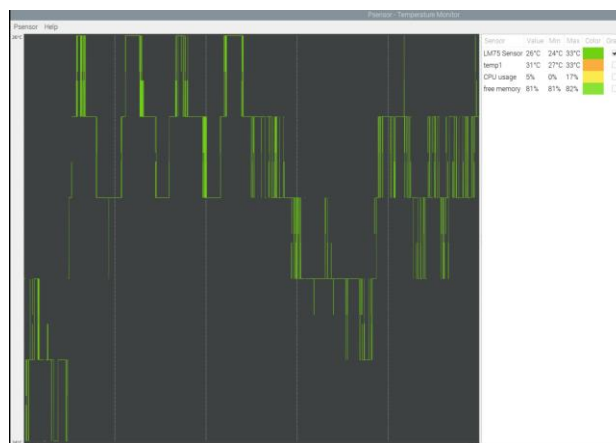 Psensor - Temperature Monitor
Psensor Help
Sensor Value Min Max Color
LM75 Sensor 26°C 24°C 33°C
temp1 31°C 27°C 33°C
CPU usage 5% 0% 17%
free memory 81% 81% 82%